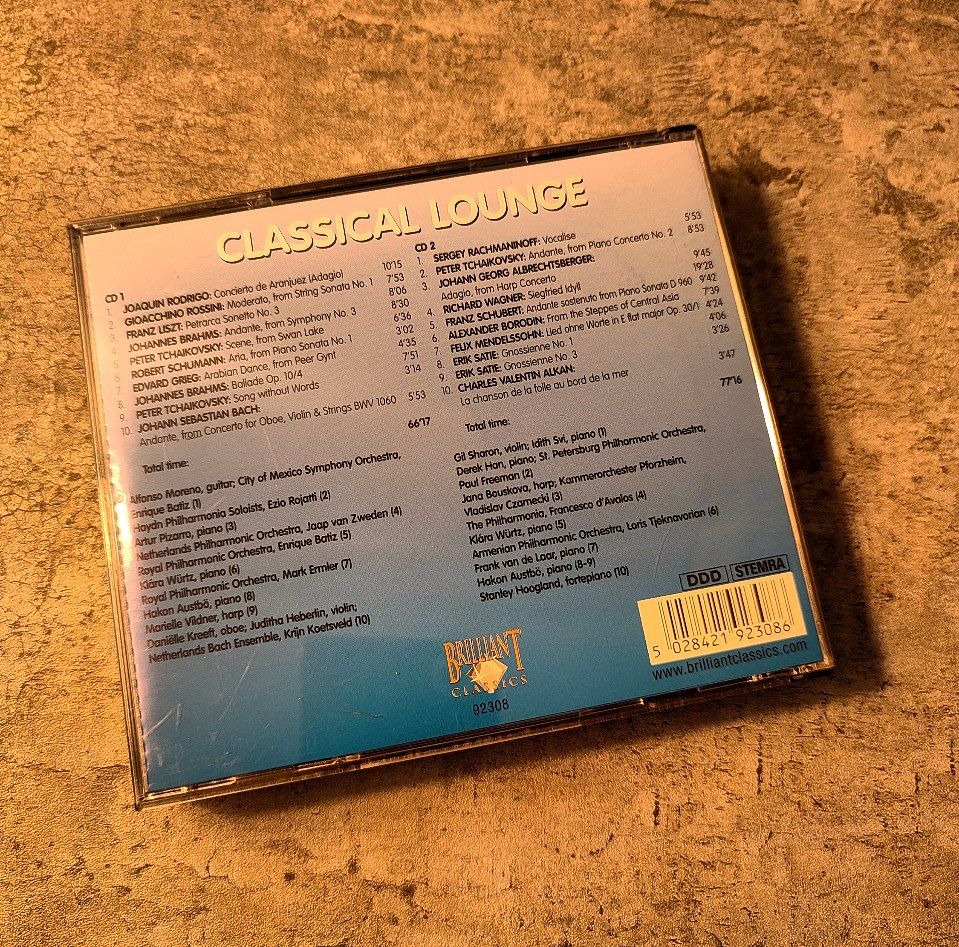 CLASSICAL LOUNGE
CD 1
1. JOAQUIN RODRIGO: Concierto de Aranjuez (Adagio) 10'15
2. GIOACCHINO ROSSINI: Moderato, from String Sonata No. 1 7'53
3. FRANZ LISZT: Petrarca Sonetto No. 3 8'06
4. JOHANNES BRAHMS: Andante, from Symphony No. 3 8'30
5. PETER TCHAIKOVSKY: Scene, from Swan Lake 6'36
6. ROBERT SCHUMANN: Aria, from Piano Sonata No. 1 3'02
7. EDVARD GRIEG: Arabian Dance, from Peer Gynt 4'35
8. JOHANNES BRAHMS: Ballade Op. 10/4 7'51
9. PETER TCHAIKOVSKY: Song without Words 3'14
10. JOHANN SEBASTIAN BACH:
Andante, from Concerto for Oboe, Violin & Strings BWV 1060 5'53
Total time: 66'17
Alfonso Moreno, guitar; City of Mexico Symphony Orchestra,
Enrique Batiz (1)
Haydn Philharmonia Soloists, Ezio Rojatti (2)
Artur Pizarro, piano (3)
Netherlands Philharmonic Orchestra, Jaap van Zweden (4)
Royal Philharmonic Orchestra, Enrique Batiz (5)
Klára Würtz, piano (6)
Royal Philharmonic Orchestra, Mark Ermler (7)
Hakon Austbö, piano (8)
Marielle Vildner, harp (9)
Daniëlle Kreeft, oboe; Juditha Heberlin, violin;
Netherlands Bach Ensemble, Krijn Koetsveld (10)
CD 2
1. SERGEY RACHMANINOFF: Vocalise 5'53
2. PETER TCHAIKOVSKY: Andante, from Piano Concerto No. 2 8'53
3. JOHANN GEORG ALBRECHTSBERGER:
Adagio, from Harp Concerto 9'45
4. RICHARD WAGNER: Siegfried Idyll 19'28
5. FRANZ SCHUBERT: Andante sostenuto from Piano Sonata D 960 9'42
6. ALEXANDER BORODIN: From the Steppes of Central Asia 7'39
7. FELIX MENDELSSOHN: Lied ohne Worte in E flat major Op. 30/1 4'24
8. ERIK SATIE: Gnossienne No. 1 4'06
9. ERIK SATIE: Gnossienne No. 3 3'26
10. CHARLES VALENTIN ALKAN:
La chanson de la folle au bord de la mer 3'47
Total time: 77'16
Gil Sharon, violin; Idith Svi, piano (1)
Derek Han, piano; St. Petersburg Philharmonic Orchestra,
Paul Freeman (2)
Jana Bouskova, harp; Kammerorchester Pforzheim,
Vladislav Czarnecki (3)
The Philharmonia, Francesco d'Avalos (4)
Klára Würtz, piano (5)
Armenian Philharmonic Orchestra, Loris Tjeknavorian (6)
Frank van de Laar, piano (7)
Hakon Austbö, piano (8-9)
Stanley Hoogland, fortepiano (10)
DDD STEMRA
5 028421 923086
www.brilliantclassics.com
BRILLIANT
CLASSICS
92308